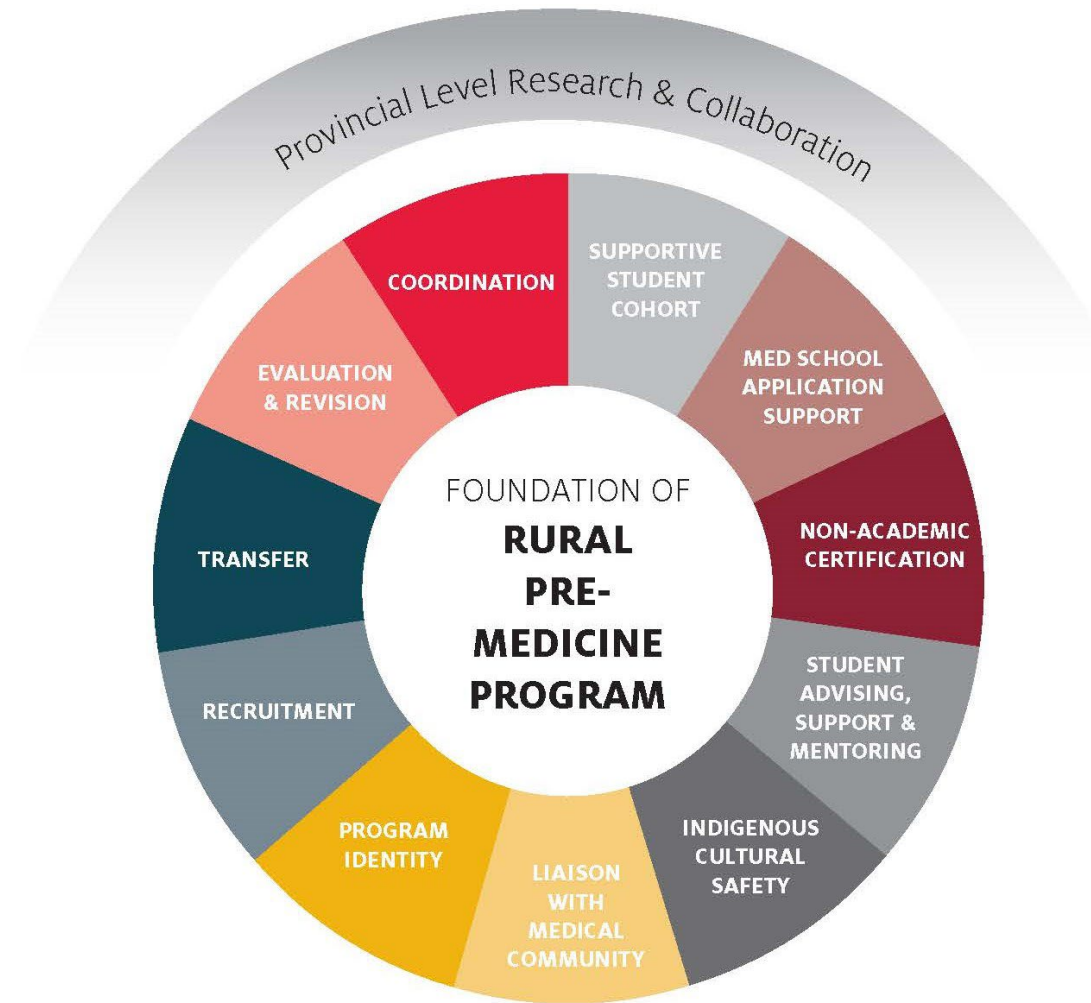 Provincial Level Research & Collaboration
COORDINATION
SUPPORTIVE
STUDENT
COHORT
MED SCHOOL
APPLICATION
SUPPORT
NON-ACADEMIC
CERTIFICATION
STUDENT
ADVISING,
SUPPORT &
MENTORING
INDIGENOUS
CULTURAL
SAFETY
LIAISON
WITH
MEDICAL
COMMUNITY
PROGRAM
IDENTITY
RECRUITMENT
TRANSFER
EVALUATION
& REVISION
FOUNDATION OF
RURAL
PRE-
MEDICINE
PROGRAM